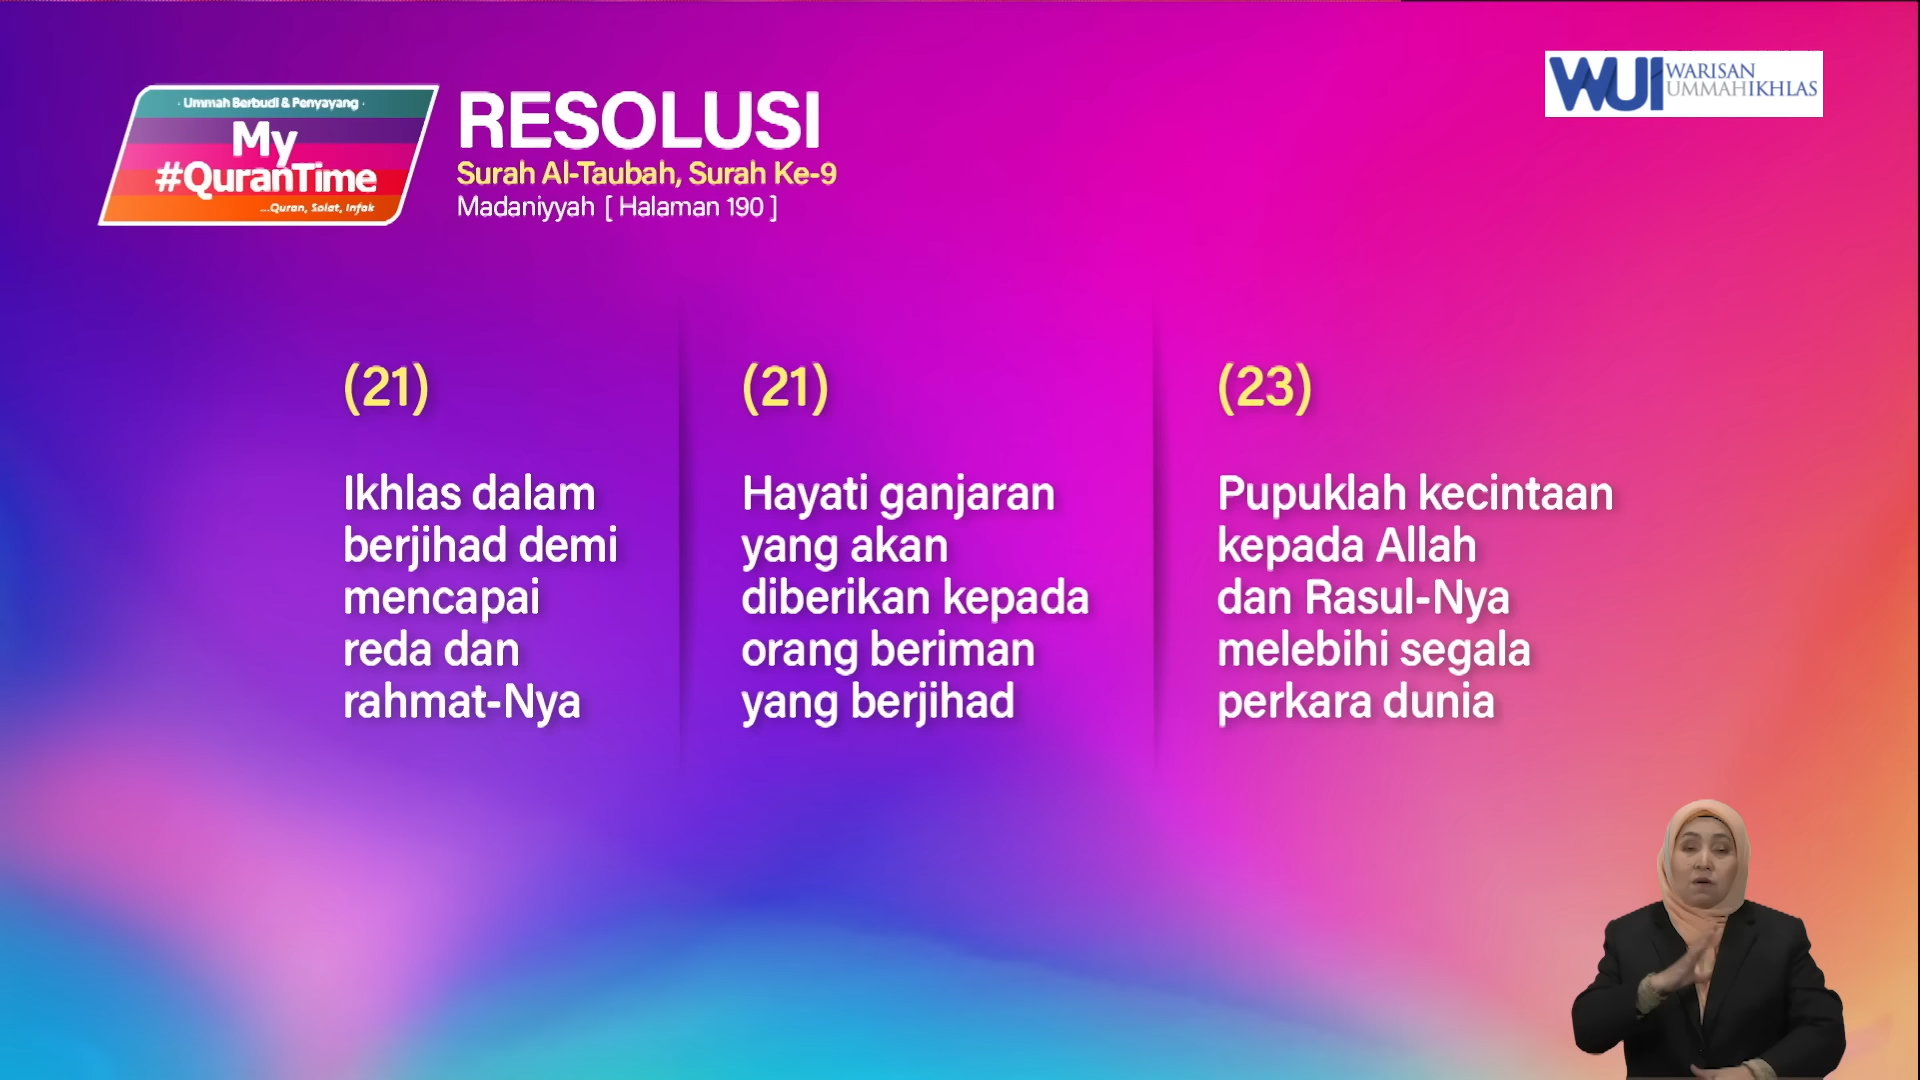 · Ummah Berbudi & Penyayang ·
My
#QuranTime
...Quran, Solat, Infak
RESOLUSI
Surah Al-Taubah, Surah Ke-9
Madaniyyah [ Halaman 190 ]
WUI WARISAN
UMMAHIKHLAS
(21)
Ikhlas dalam
berjihad demi
mencapai
reda dan
rahmat-Nya
(21)
Hayati ganjaran
yang akan
diberikan kepada
orang beriman
yang berjihad
(23)
Pupuklah kecintaan
kepada Allah
dan Rasul-Nya
melebihi segala
perkara dunia